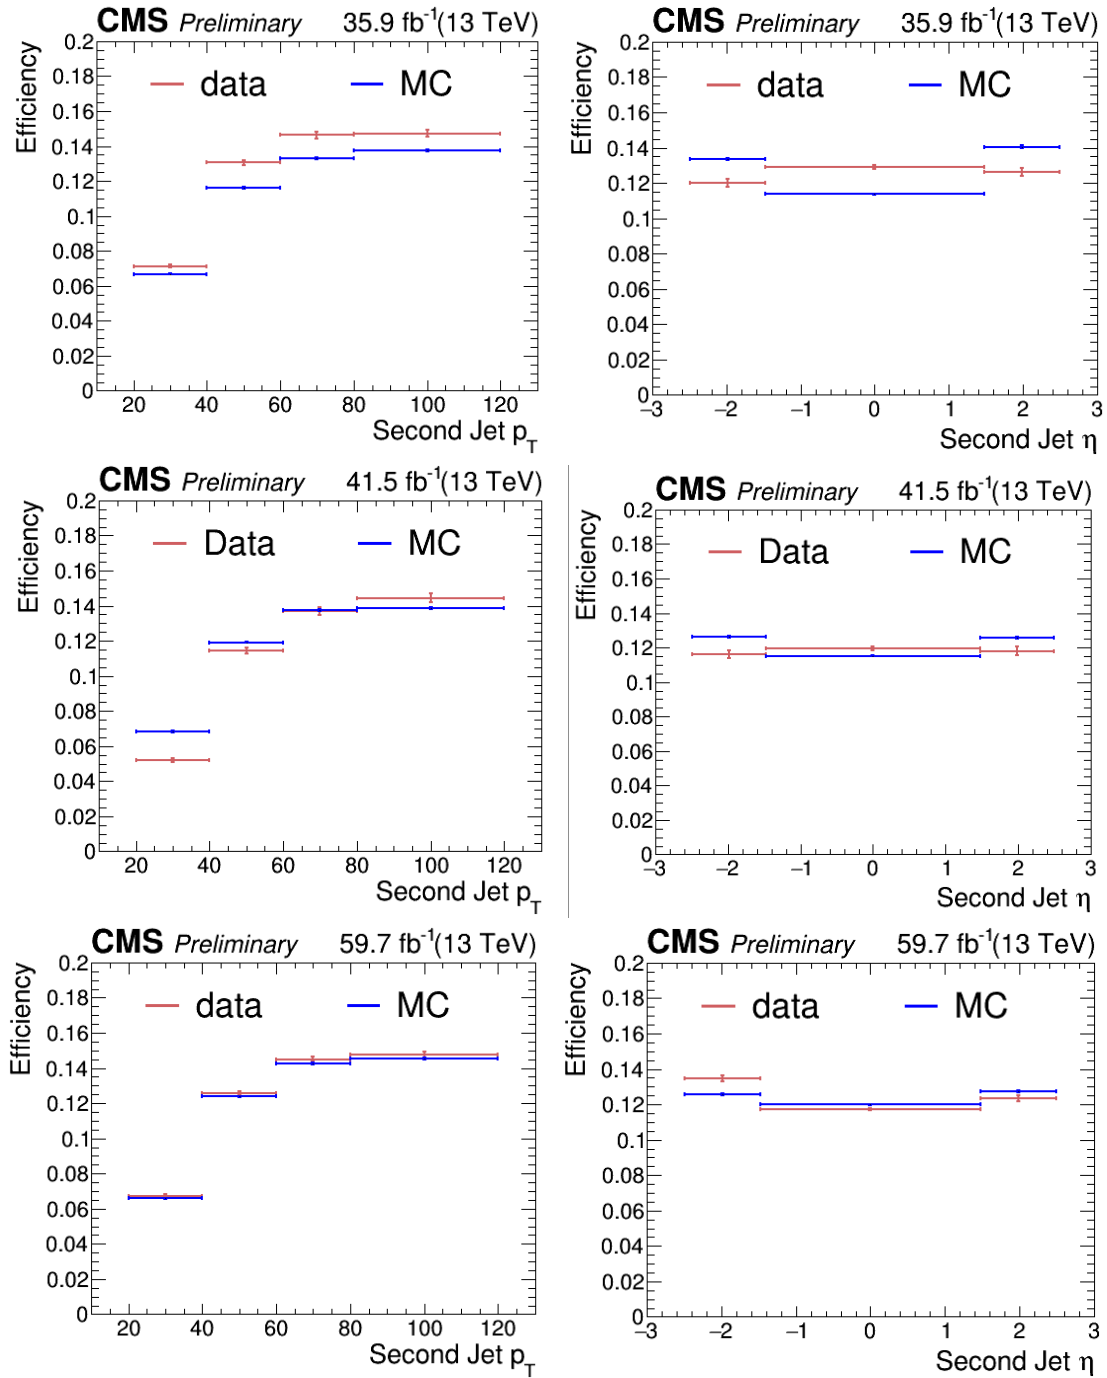 CMS Preliminary 35.9 fb⁻¹(13 TeV)
Efficiency
0.2
0.18
0.16
0.14
0.12
0.1
0.08
0.06
0.04
0.02
0
data MC
20 40 60 80 100 120
Second Jet p_T
CMS Preliminary 35.9 fb⁻¹(13 TeV)
Efficiency
0.2
0.18
0.16
0.14
0.12
0.1
0.08
0.06
0.04
0.02
0
data MC
−3 −2 −1 0 1 2 3
Second Jet η
CMS Preliminary 41.5 fb⁻¹(13 TeV)
Efficiency
0.2
0.18
0.16
0.14
0.12
0.1
0.08
0.06
0.04
0.02
0
Data MC
20 40 60 80 100 120
Second Jet p_T
CMS Preliminary 41.5 fb⁻¹(13 TeV)
Efficiency
0.2
0.18
0.16
0.14
0.12
0.1
0.08
0.06
0.04
0.02
0
Data MC
−3 −2 −1 0 1 2 3
Second Jet η
CMS Preliminary 59.7 fb⁻¹(13 TeV)
Efficiency
0.2
0.18
0.16
0.14
0.12
0.1
0.08
0.06
0.04
0.02
0
data MC
20 40 60 80 100 120
Second Jet p_T
CMS Preliminary 59.7 fb⁻¹(13 TeV)
Efficiency
0.2
0.18
0.16
0.14
0.12
0.1
0.08
0.06
0.04
0.02
0
data MC
−3 −2 −1 0 1 2 3
Second Jet η